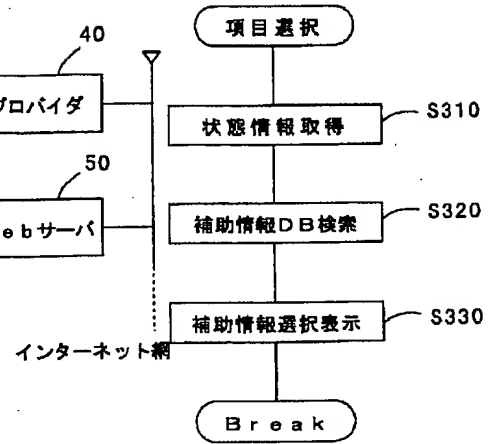 40
プロバイダ
50
ebサーバ
インターネット網
項目選択
状態情報取得
S310
補助情報DB検索
S320
補助情報選択表示
S330
Break